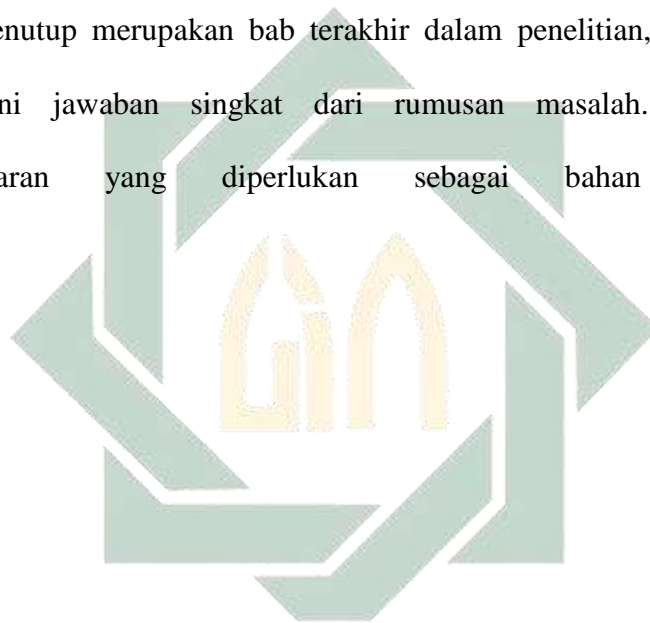 enutup merupakan bab terakhir dalam penelitian,
ni jawaban singkat dari rumusan masalah.
aran yang diperlukan sebagai bahan